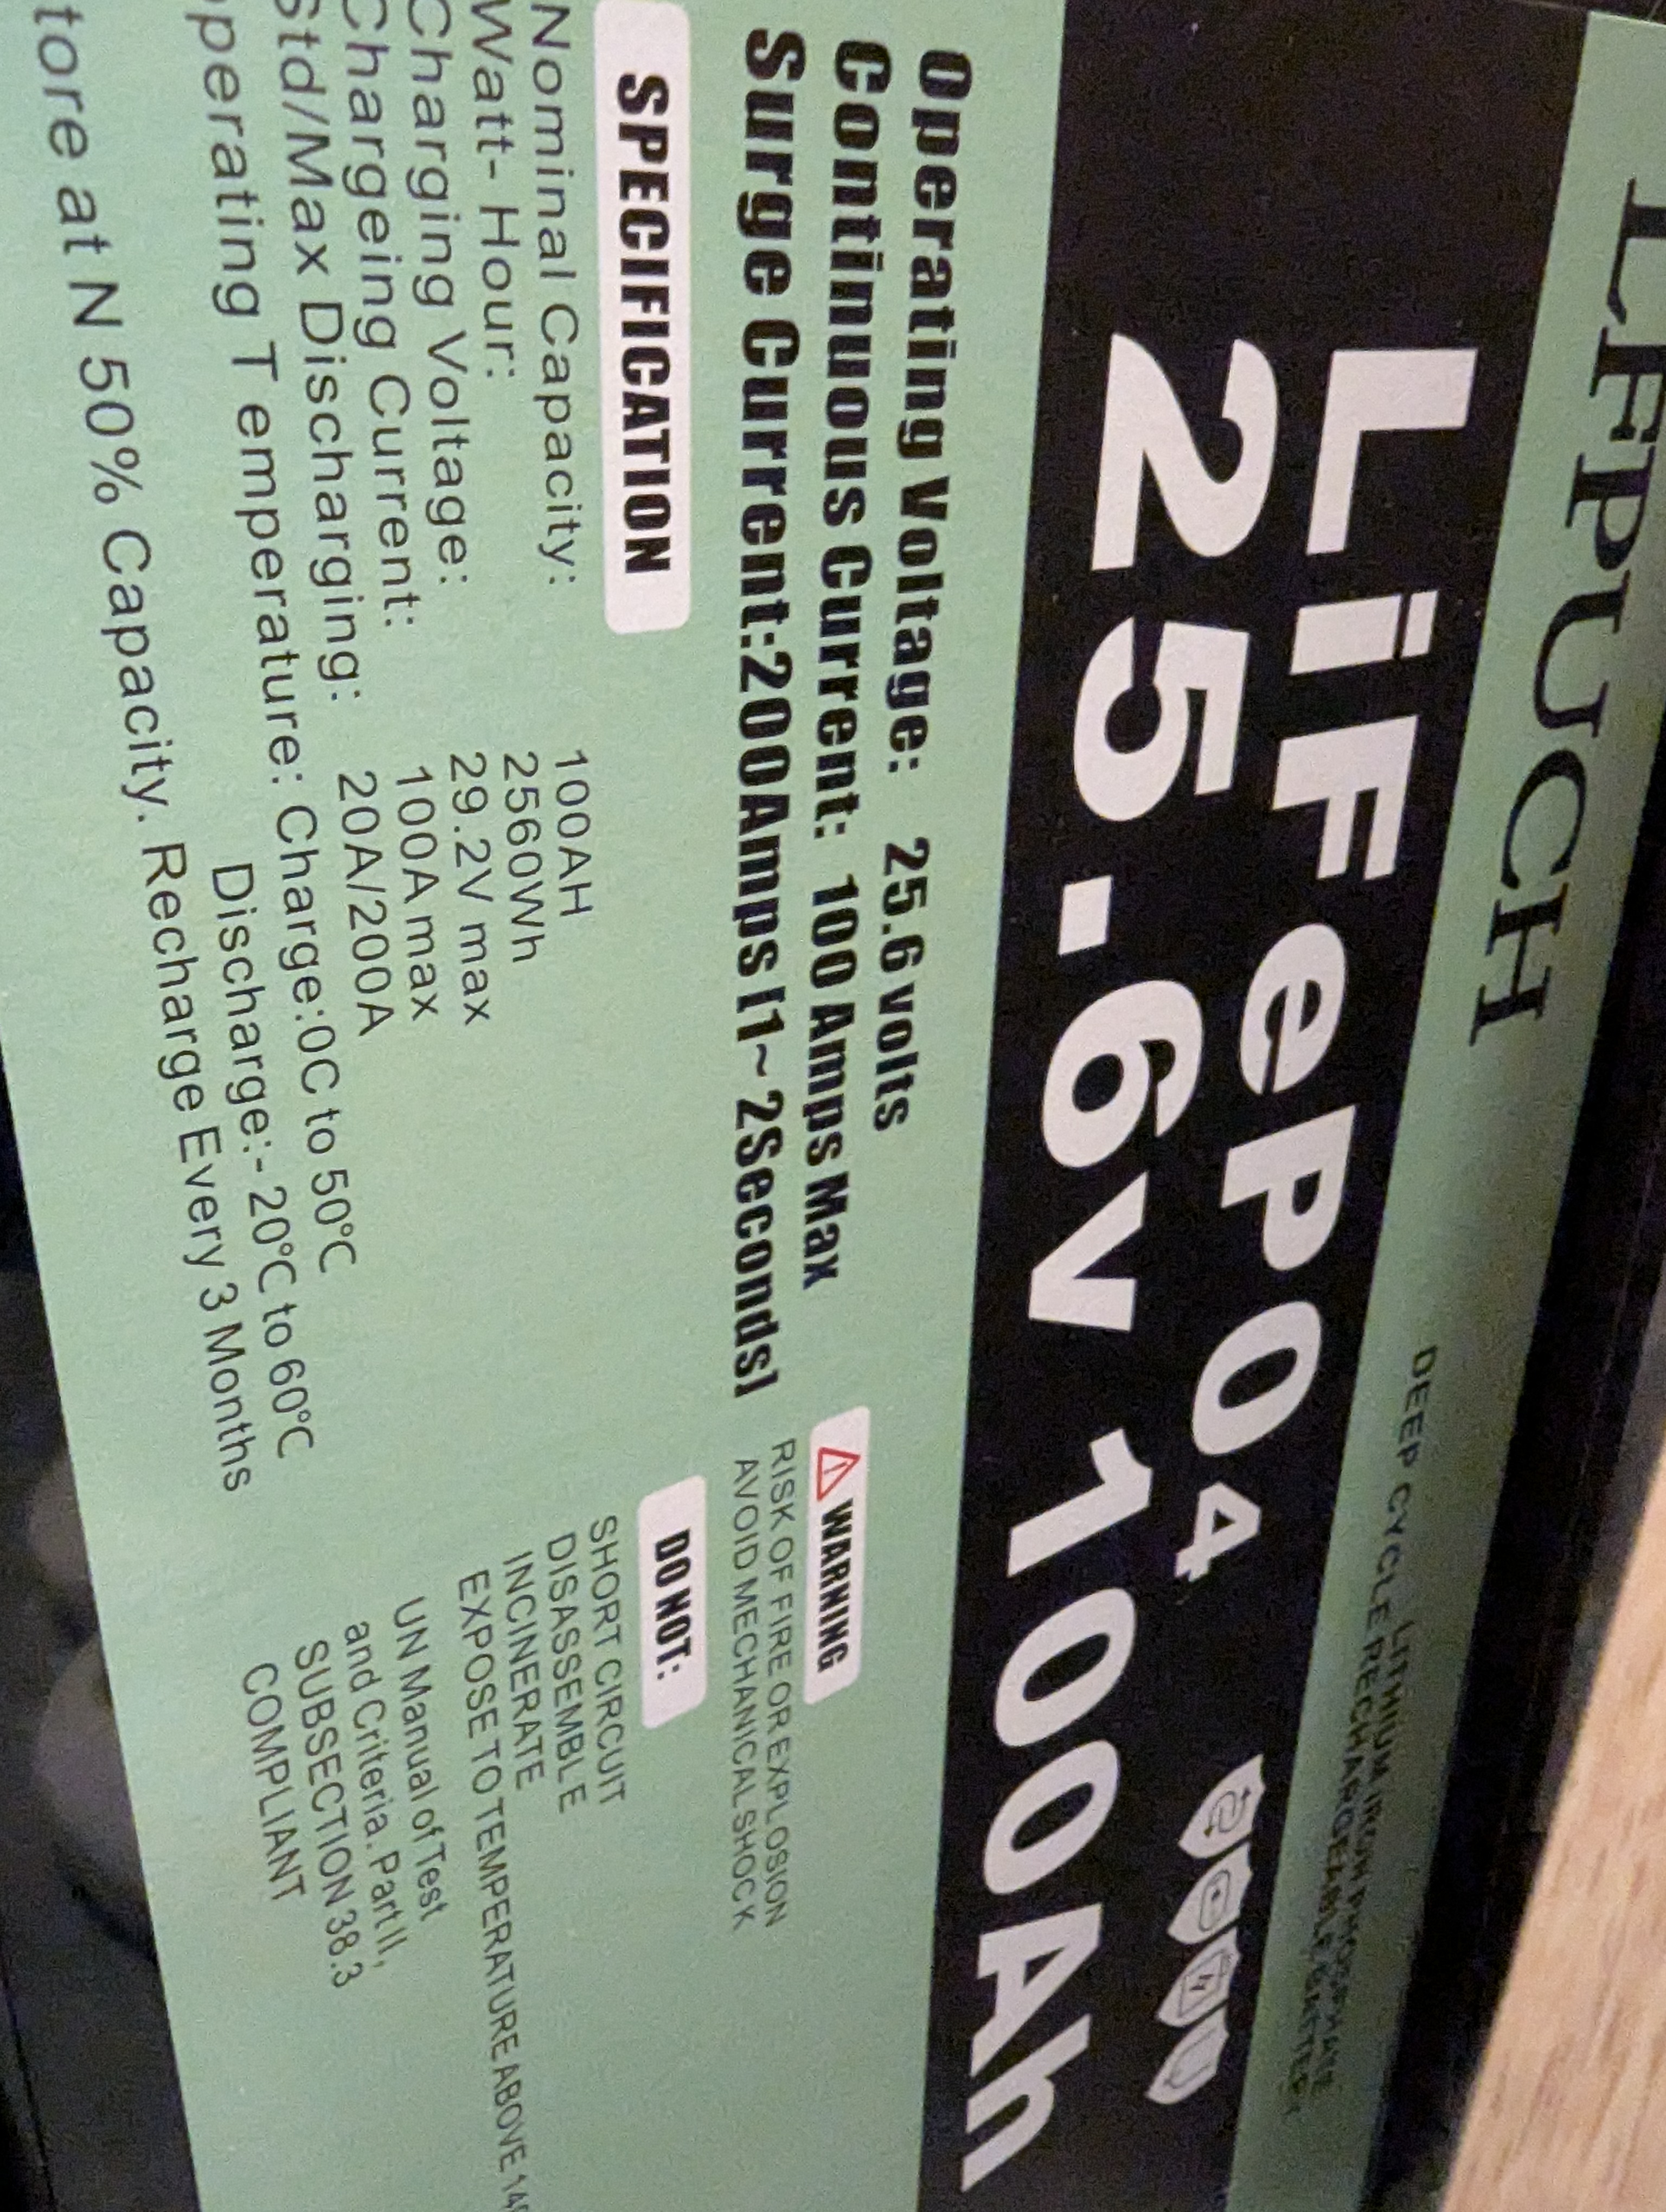 LFPUCH
LITHIUM IRON PHOSPHATE
DEEP CYCLE RECHARGEABLE BATTERY
LiFePO4
25.6v 100Ah
Operating Voltage: 25.6 volts
Continuous Current: 100 Amps Max
Surge Current:200Amps [1~2Seconds]
SPECIFICATION
Nominal Capacity: 100AH
Watt- Hour: 2560Wh
Charging Voltage: 29.2V max
Chargeing Current: 100A max
Std/Max Discharging: 20A/200A
perating T emperature: Charge:0C to 50°C
Discharge:- 20°C to 60°C
tore at N 50% Capacity. Recharge Every 3 Months
WARNING
RISK OF FIRE OR EXPLOSION
AVOID MECHANICAL SHOCK
DO NOT:
SHORT CIRCUIT
DISASSEMBLE
INCINERATE
EXPOSE TO TEMPERATURE ABOVE
UN Manual of Test
and Criteria. Part II,
SUBSECTION 38.3
COMPLIANT